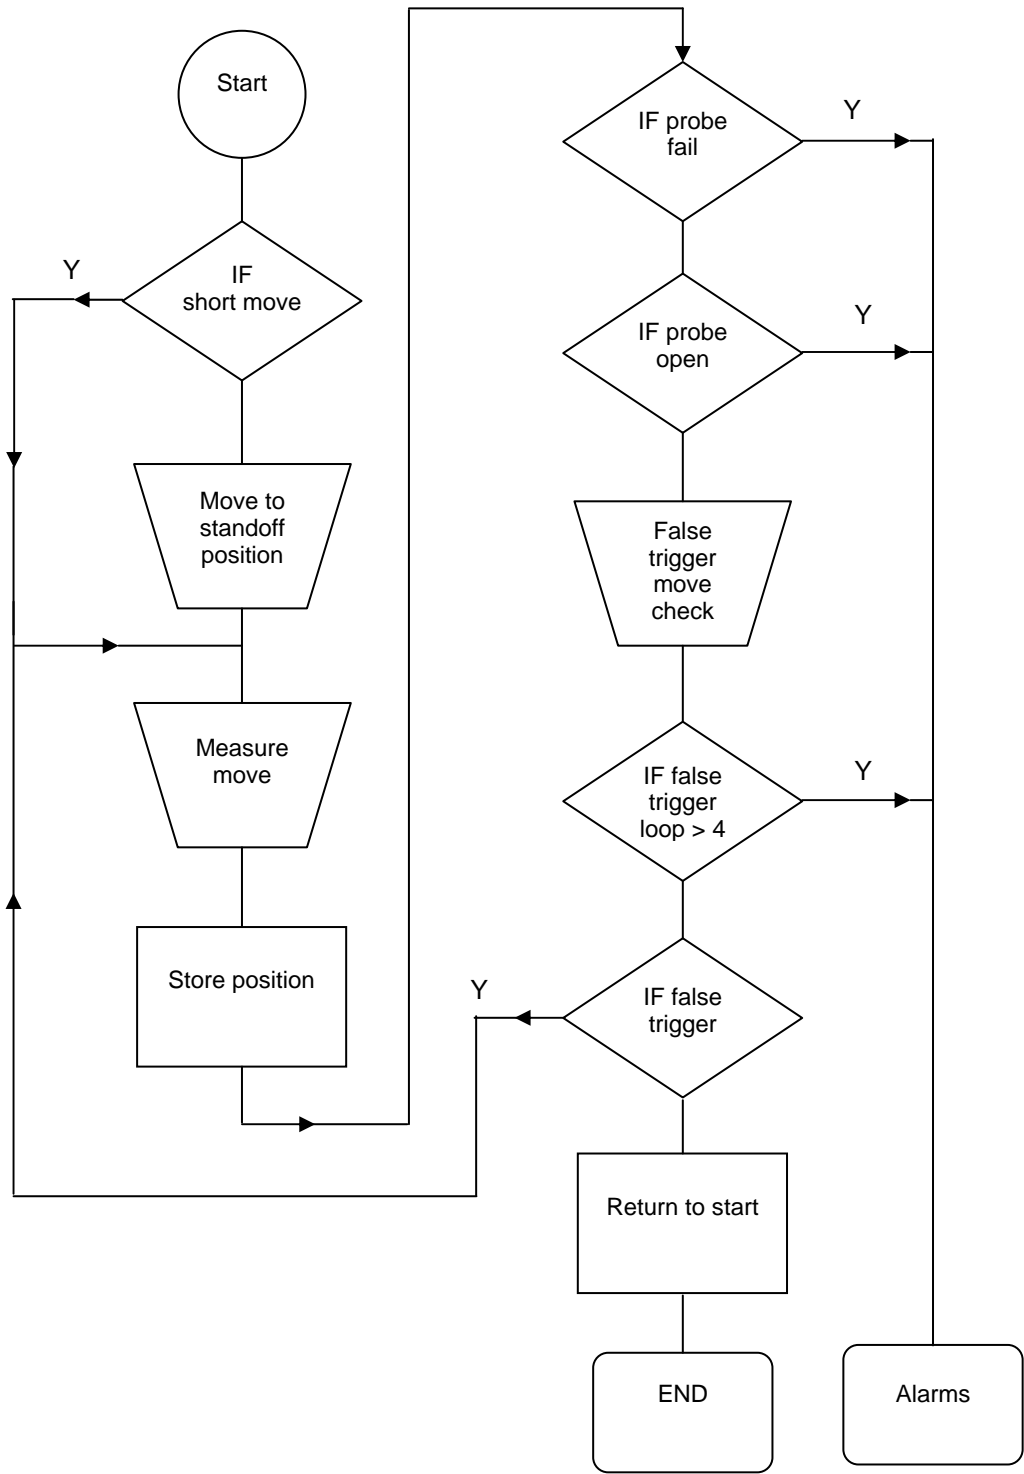 Start
Y
IF
short move
Move to
standoff
position
Measure
move
Store position
IF probe
fail
Y
IF probe
open
Y
False
trigger
move
check
IF false
trigger
loop > 4
Y
IF false
trigger
Y
Return to start
END
Alarms